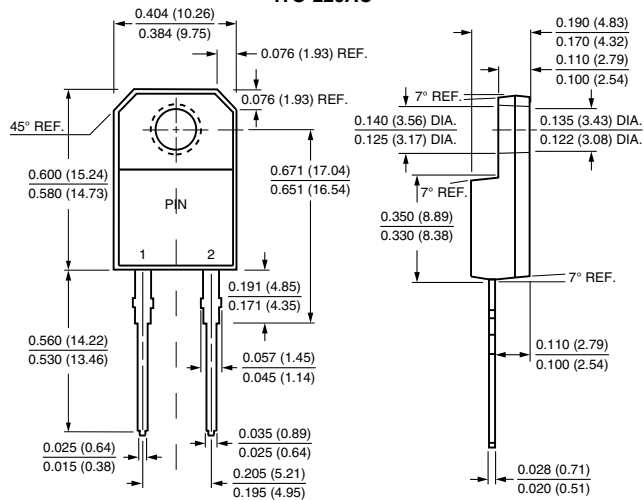 0.404 (10.26)
0.384 (9.75)
0.076 (1.93) REF.
0.076 (1.93) REF.
45° REF.
0.600 (15.24)
0.580 (14.73)
0.671 (17.04)
0.651 (16.54)
PIN
1 2
0.191 (4.85)
0.171 (4.35)
0.560 (14.22)
0.530 (13.46)
0.057 (1.45)
0.045 (1.14)
0.025 (0.64)
0.015 (0.38)
0.035 (0.89)
0.025 (0.64)
0.205 (5.21)
0.195 (4.95)
0.190 (4.83)
0.170 (4.32)
0.110 (2.79)
0.100 (2.54)
7° REF.
0.140 (3.56) DIA.
0.125 (3.17) DIA.
0.135 (3.43) DIA.
0.122 (3.08) DIA.
7° REF.
0.350 (8.89)
0.330 (8.38)
7° REF.
0.110 (2.79)
0.100 (2.54)
0.028 (0.71)
0.020 (0.51)